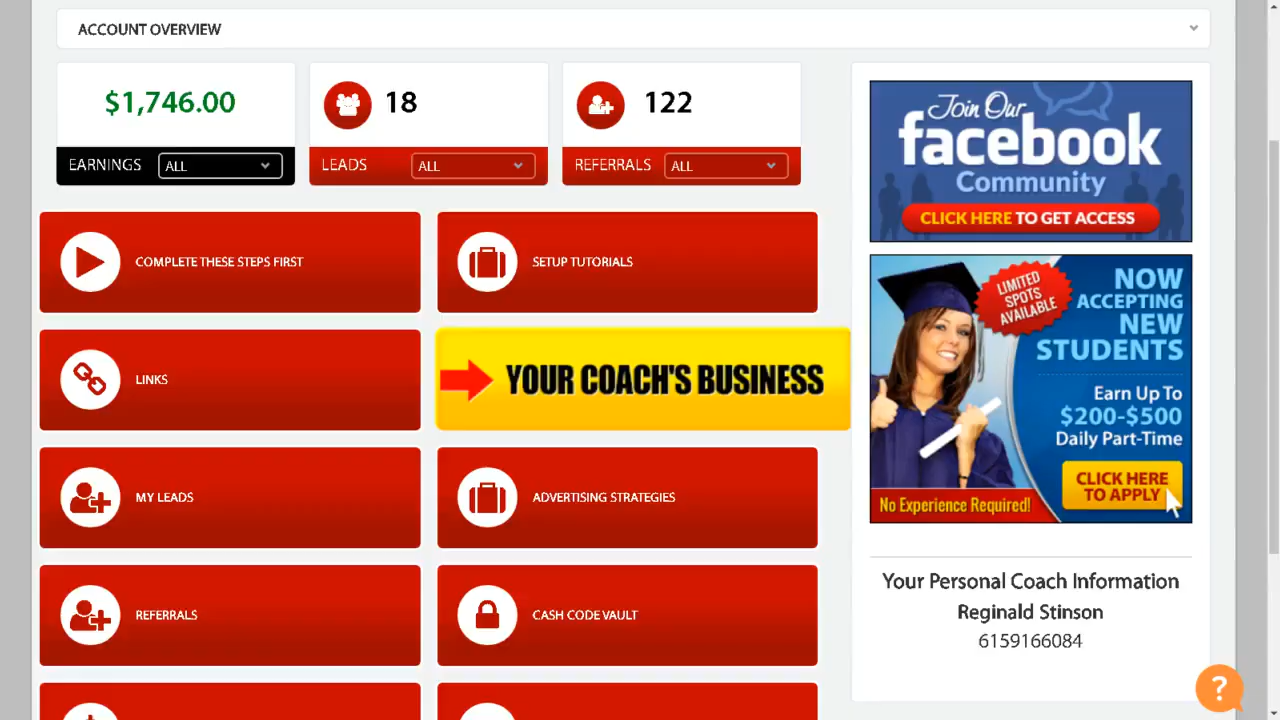 ACCOUNT OVERVIEW
$1,746.00
EARNINGS ALL
18
LEADS ALL
122
REFERRALS ALL
COMPLETE THESE STEPS FIRST
SETUP TUTORIALS
LINKS
YOUR COACH'S BUSINESS
MY LEADS
ADVERTISING STRATEGIES
REFERRALS
CASH CODE VAULT
Join Our
facebook
Community
CLICK HERE TO GET ACCESS
LIMITED
SPOTS
AVAILABLE
NOW
ACCEPTING
NEW
STUDENTS
Earn Up To
$200-$500
Daily Part-Time
CLICK HERE
TO APPLY
No Experience Required!
Your Personal Coach Information
Reginald Stinson
6159166084
?